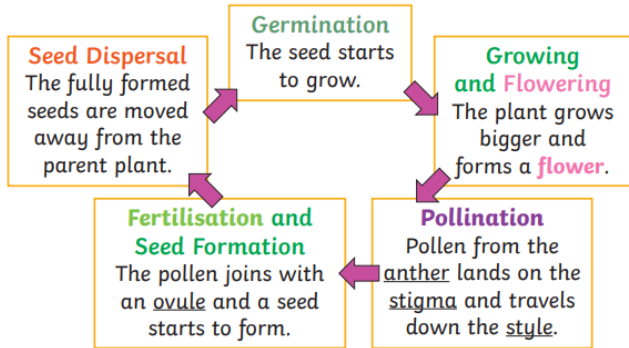 Germination
The seed starts
to grow.
Growing
and Flowering
The plant grows
bigger and
forms a flower.
Pollination
Pollen from the
anther lands on the
stigma and travels
down the style.
Fertilisation and
Seed Formation
The pollen joins with
an ovule and a seed
starts to form.
Seed Dispersal
The fully formed
seeds are moved
away from the
parent plant.